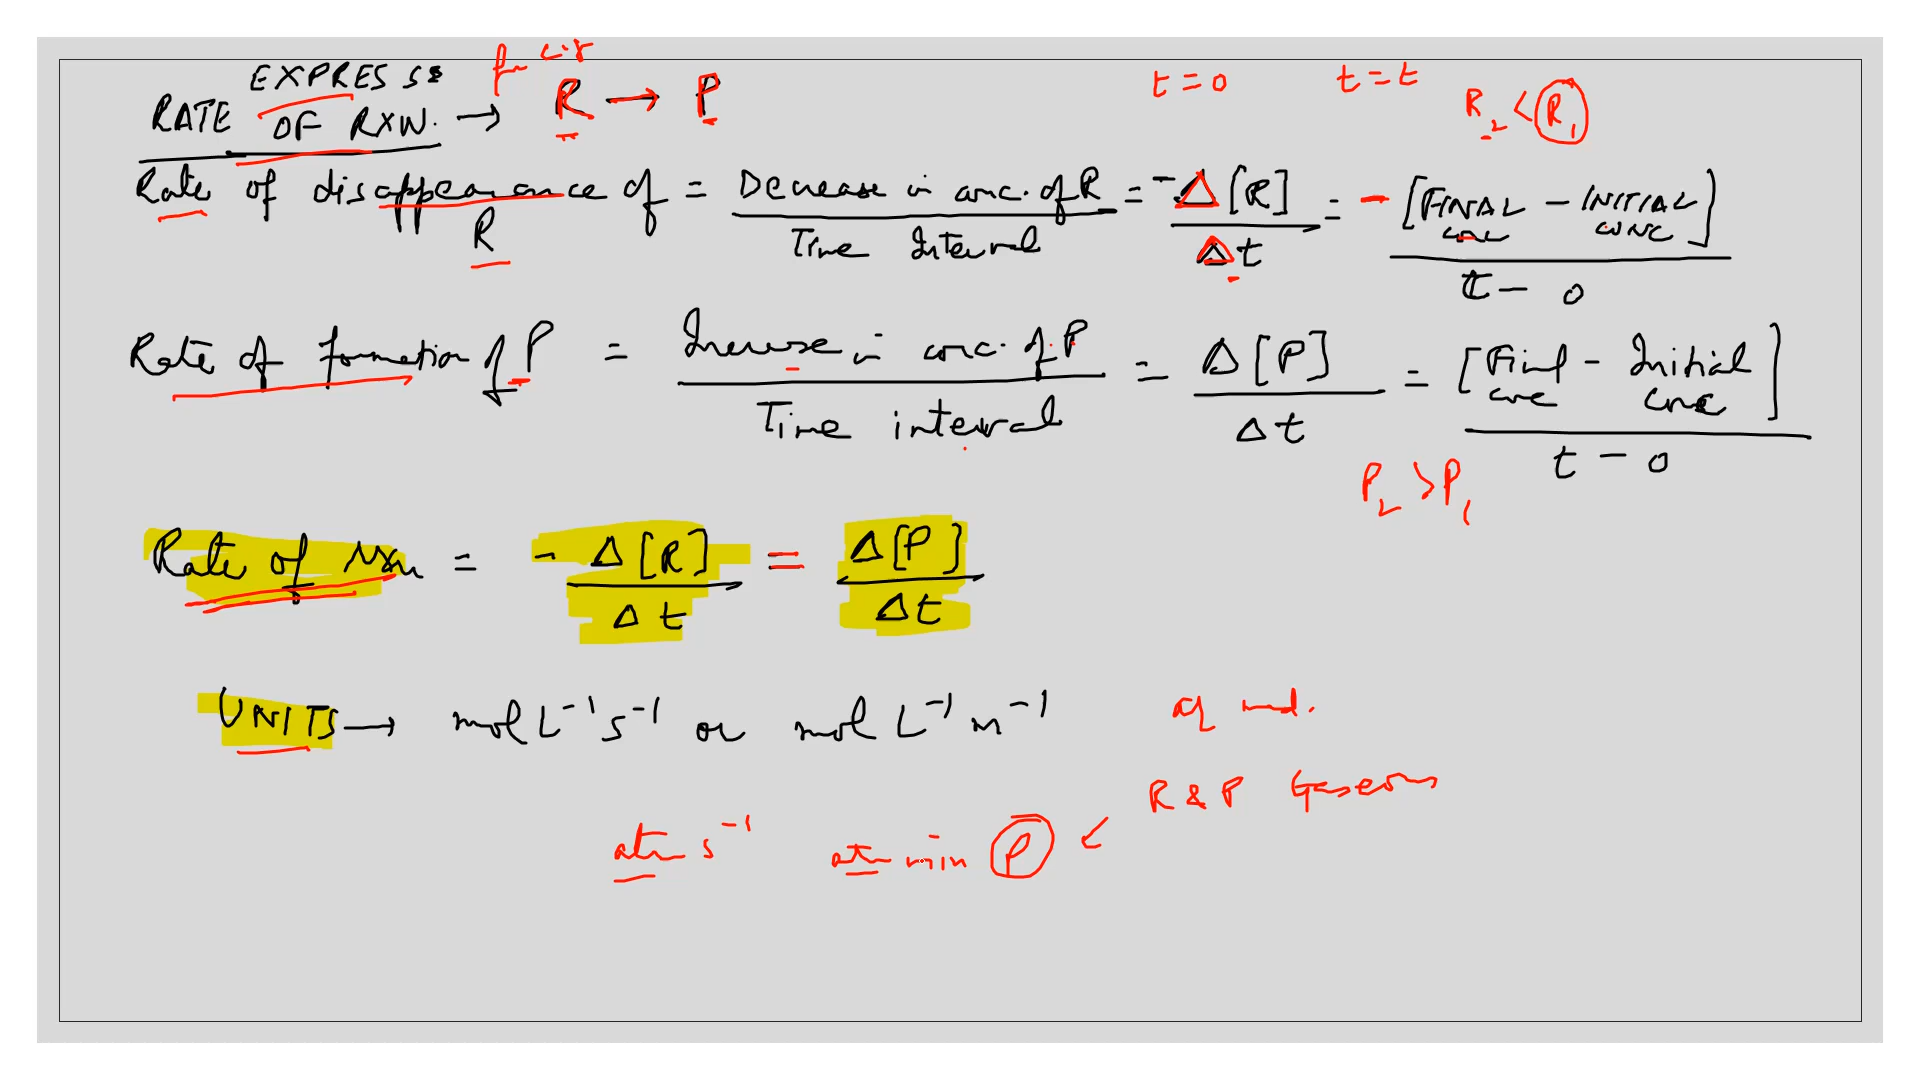 EXPRESS
RATE OF RXN. → R → P
t = 0 t = t R2 < R1
Rate of disappearance of R = Decrease in conc. of R / Time Interval = -Δ[R] / Δt = - [FINAL conc - INITIAL CONC] / t - 0
Rate of formation of P = Increase in conc. of P / Time interval = Δ[P] / Δt = [Final conc - Initial conc] / t - 0
P2 > P1
Rate of rxn = - Δ[R] / Δt = Δ[P] / Δt
UNITS → mol L⁻¹ s⁻¹ or mol L⁻¹ m⁻¹
aq med.
R & P Gaseous
atm s⁻¹ atm min⁻ P ↙